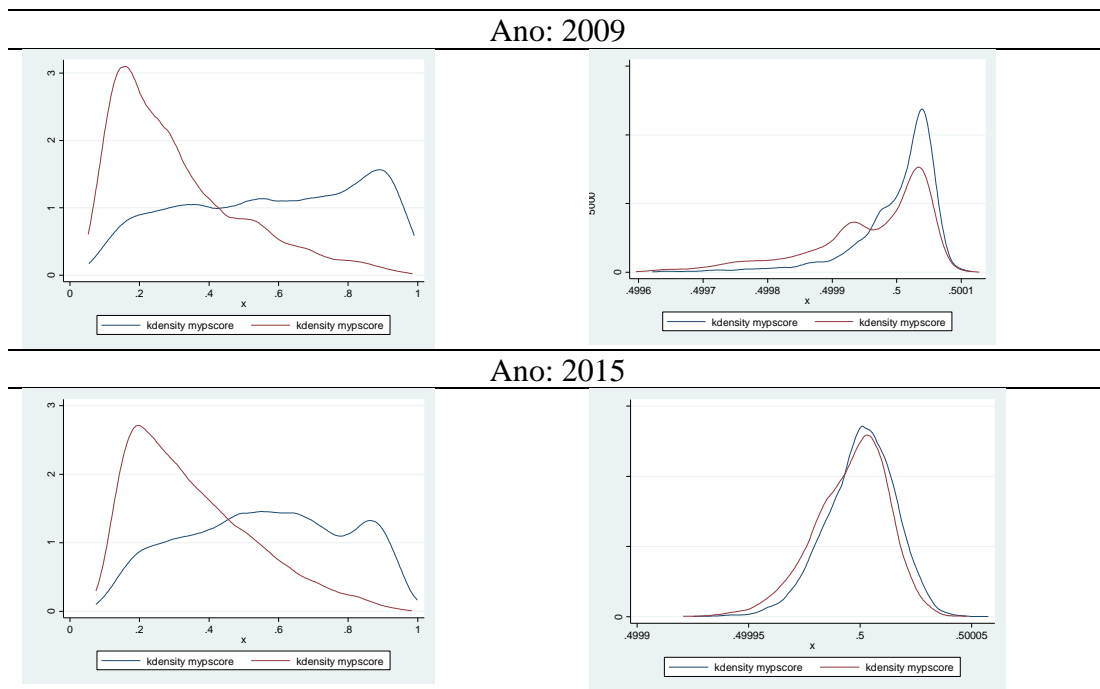 Ano: 2009
3
2
1
0
0 .2 .4 .6 .8 1
x
kdensity mypscore kdensity mypscore
5000
0
.4996 .4997 .4998 .4999 .5 .5001
x
kdensity mypscore kdensity mypscore
Ano: 2015
3
2
1
0
0 .2 .4 .6 .8 1
x
kdensity mypscore kdensity mypscore
0
.4999 .49995 .5 .50005
x
kdensity mypscore kdensity mypscore